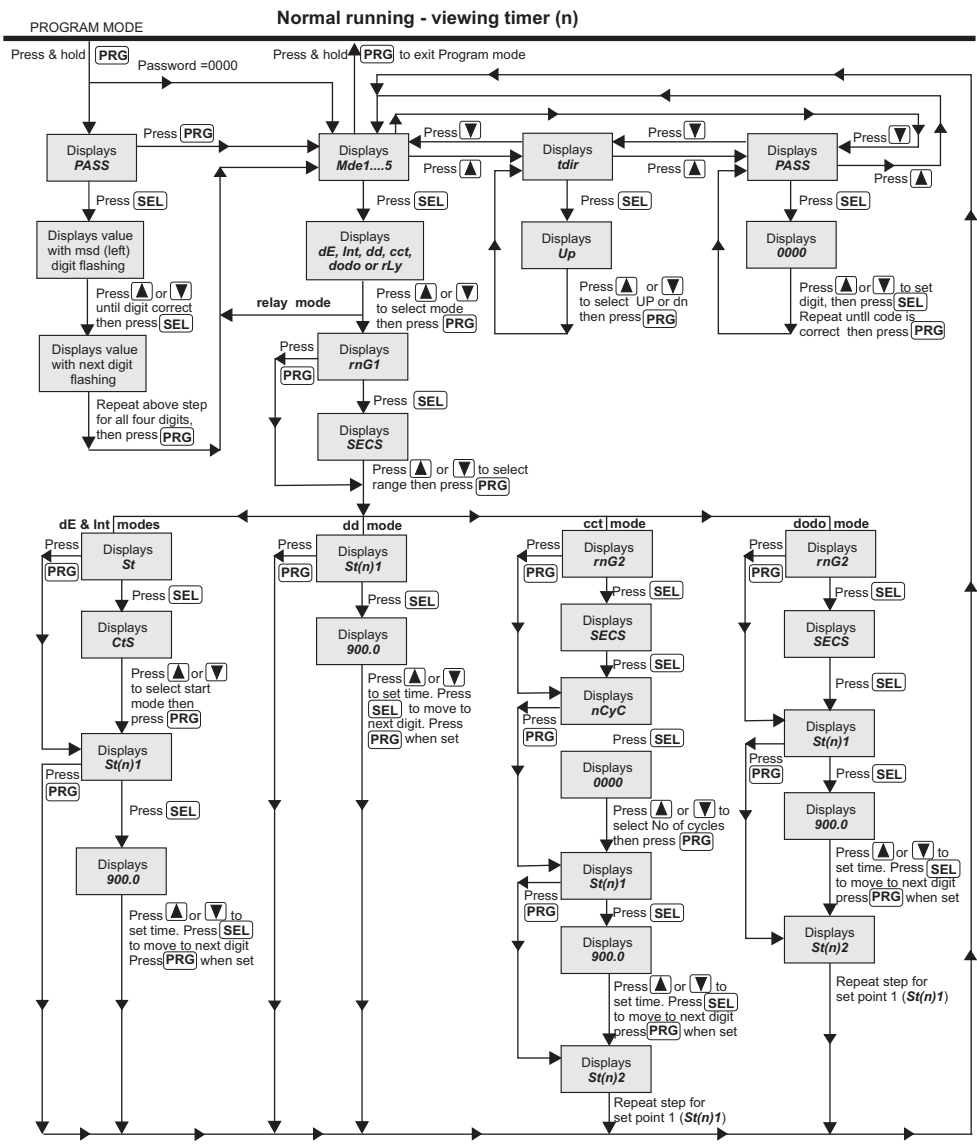 Normal running - viewing timer (n)
PROGRAM MODE
Press & hold PRG
Password =0000
Press & hold PRG to exit Program mode
Displays
PASS
Press PRG
Displays
Mde1....5
Press ▼
Press ▲
Displays
tdir
Press ▼
Press ▲
Displays
PASS
Press ▼
Press ▲
Press SEL
Press SEL
Press SEL
Press SEL
Displays value
with msd (left)
digit flashing
Displays
dE, Int, dd, cct,
dodo or rLy
Displays
Up
Displays
0000
Press ▲ or ▼
until digit correct
then press SEL
relay mode
Press ▲ or ▼
to select mode
then press PRG
Press ▲ or ▼
to select UP or dn
then press PRG
Press ▲ or ▼ to set
digit, then press SEL
Repeat untll code is
correct then press PRG
Displays value
with next digit
flashing
Press
PRG
Displays
rnG1
Repeat above step
for all four digits,
then press PRG
Press SEL
Displays
SECS
Press ▲ or ▼ to select
range then press PRG
dE & Int modes
Press
PRG
Displays
St
Press SEL
Displays
CtS
Press ▲ or ▼
to select start
mode then
press PRG
Displays
St(n)1
Press
PRG
Press SEL
Displays
900.0
Press ▲ or ▼ to
set time. Press SEL
to move to next digit
Press PRG when set
dd mode
Press
PRG
Displays
St(n)1
Press SEL
Displays
900.0
Press ▲ or ▼
to set time. Press
SEL to move to
next digit. Press
PRG when set
cct mode
Press
PRG
Displays
rnG2
Press SEL
Displays
SECS
Press SEL
Displays
nCyC
Press
PRG
Press SEL
Displays
0000
Press ▲ or ▼ to
select No of cycles
then press PRG
Displays
St(n)1
Press
PRG
Press SEL
Displays
900.0
Press ▲ or ▼ to
set time. Press SEL
to move to next digit
press PRG when set
Displays
St(n)2
Repeat step for
set point 1 (St(n)1)
dodo mode
Press
PRG
Displays
rnG2
Press SEL
Displays
SECS
Press SEL
Displays
St(n)1
Press
PRG
Press SEL
Displays
900.0
Press ▲ or ▼ to
set time. Press SEL
to move to next digit
press PRG when set
Displays
St(n)2
Repeat step for
set point 1 (St(n)1)